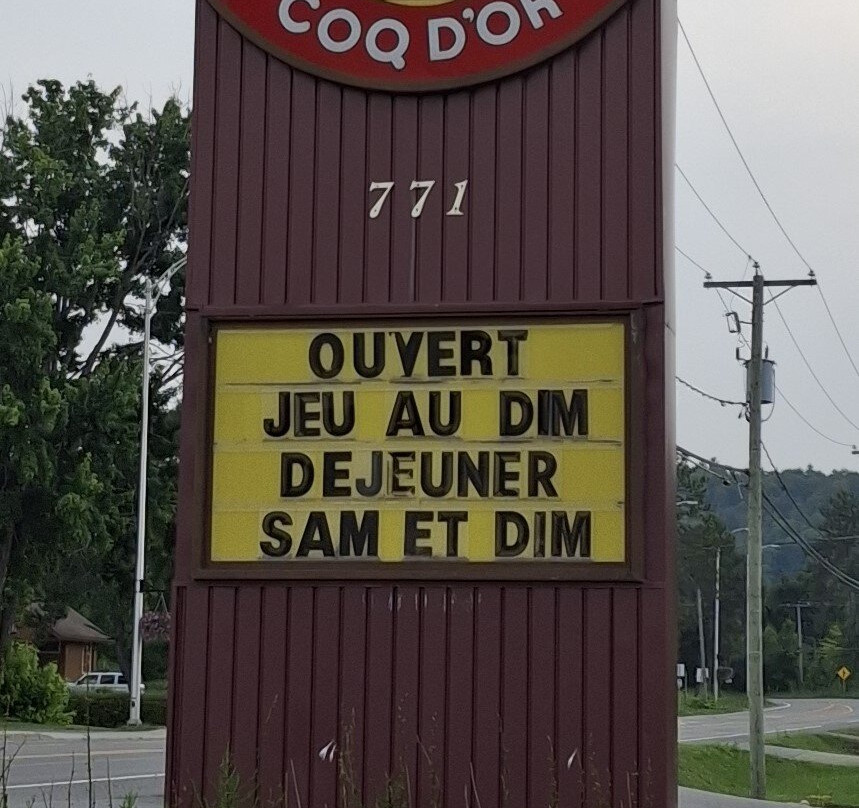 COQ D'OR
771
OUVERT
JEU AU DIM
DEJEUNER
SAM ET DIM